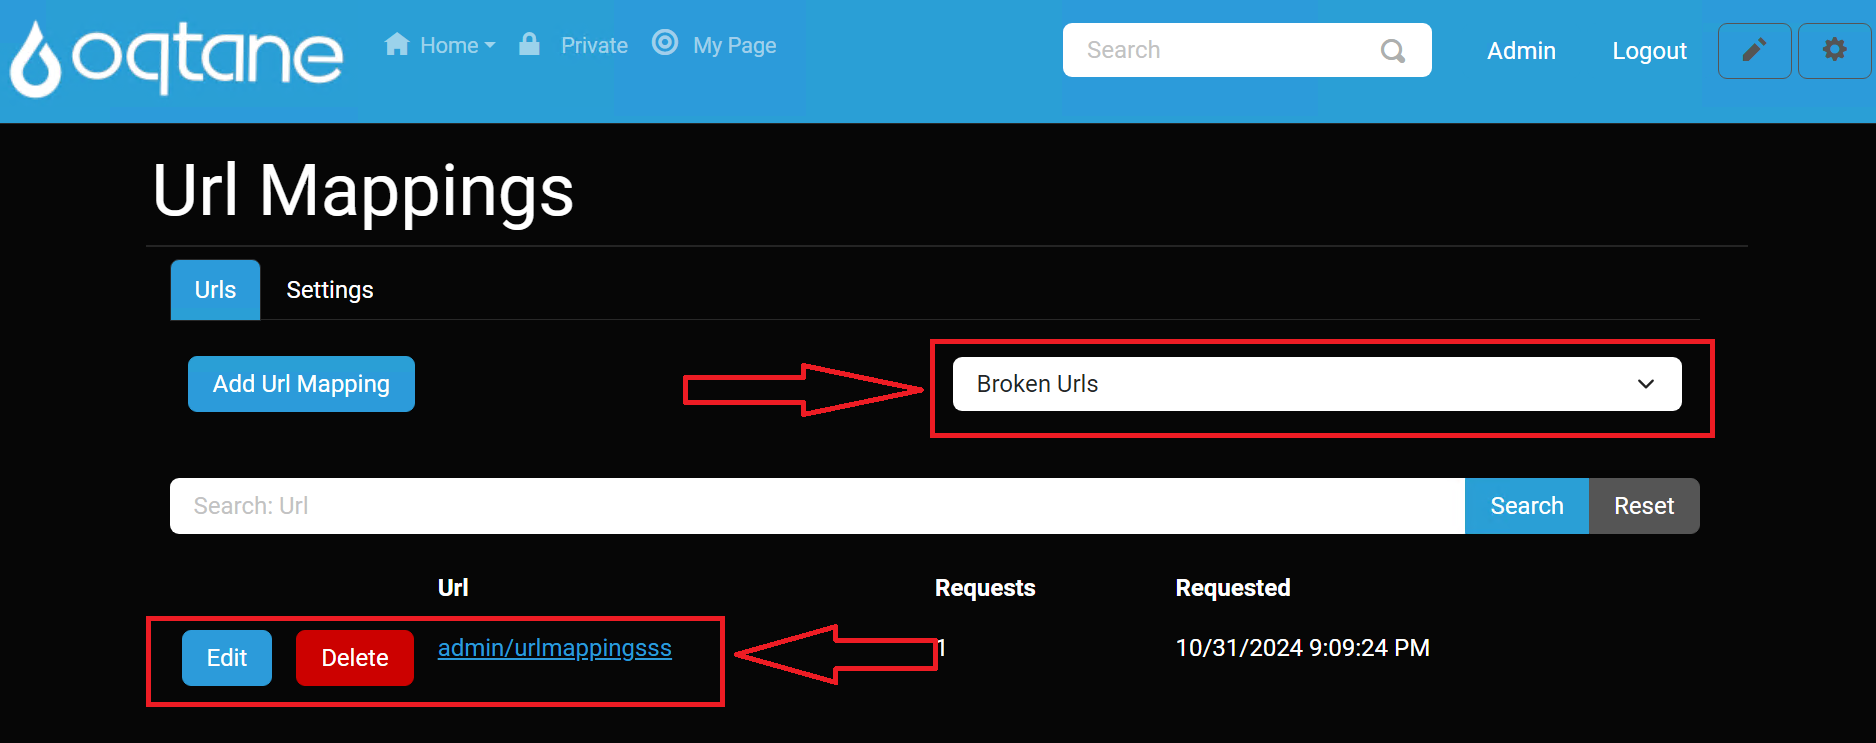 oqtane Home Private My Page Search Admin Logout
Url Mappings
Urls Settings
Add Url Mapping Broken Urls
Search: Url Search Reset
Url Requests Requested
Edit Delete admin/urlmappingsss 1 10/31/2024 9:09:24 PM